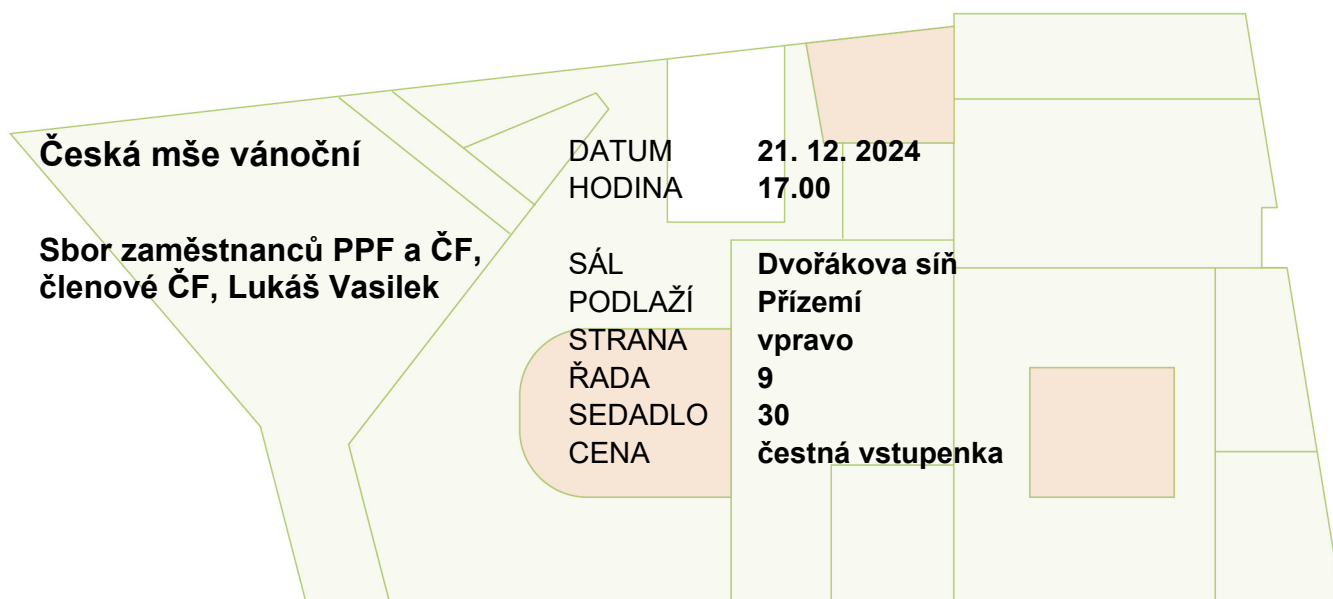 Česká mše vánoční
Sbor zaměstnanců PPF a ČF,
členové ČF, Lukáš Vasilek
DATUM 21. 12. 2024
HODINA 17.00
SÁL Dvořákova síň
PODLAŽÍ Přízemí
STRANA vpravo
ŘADA 9
SEDADLO 30
CENA čestná vstupenka